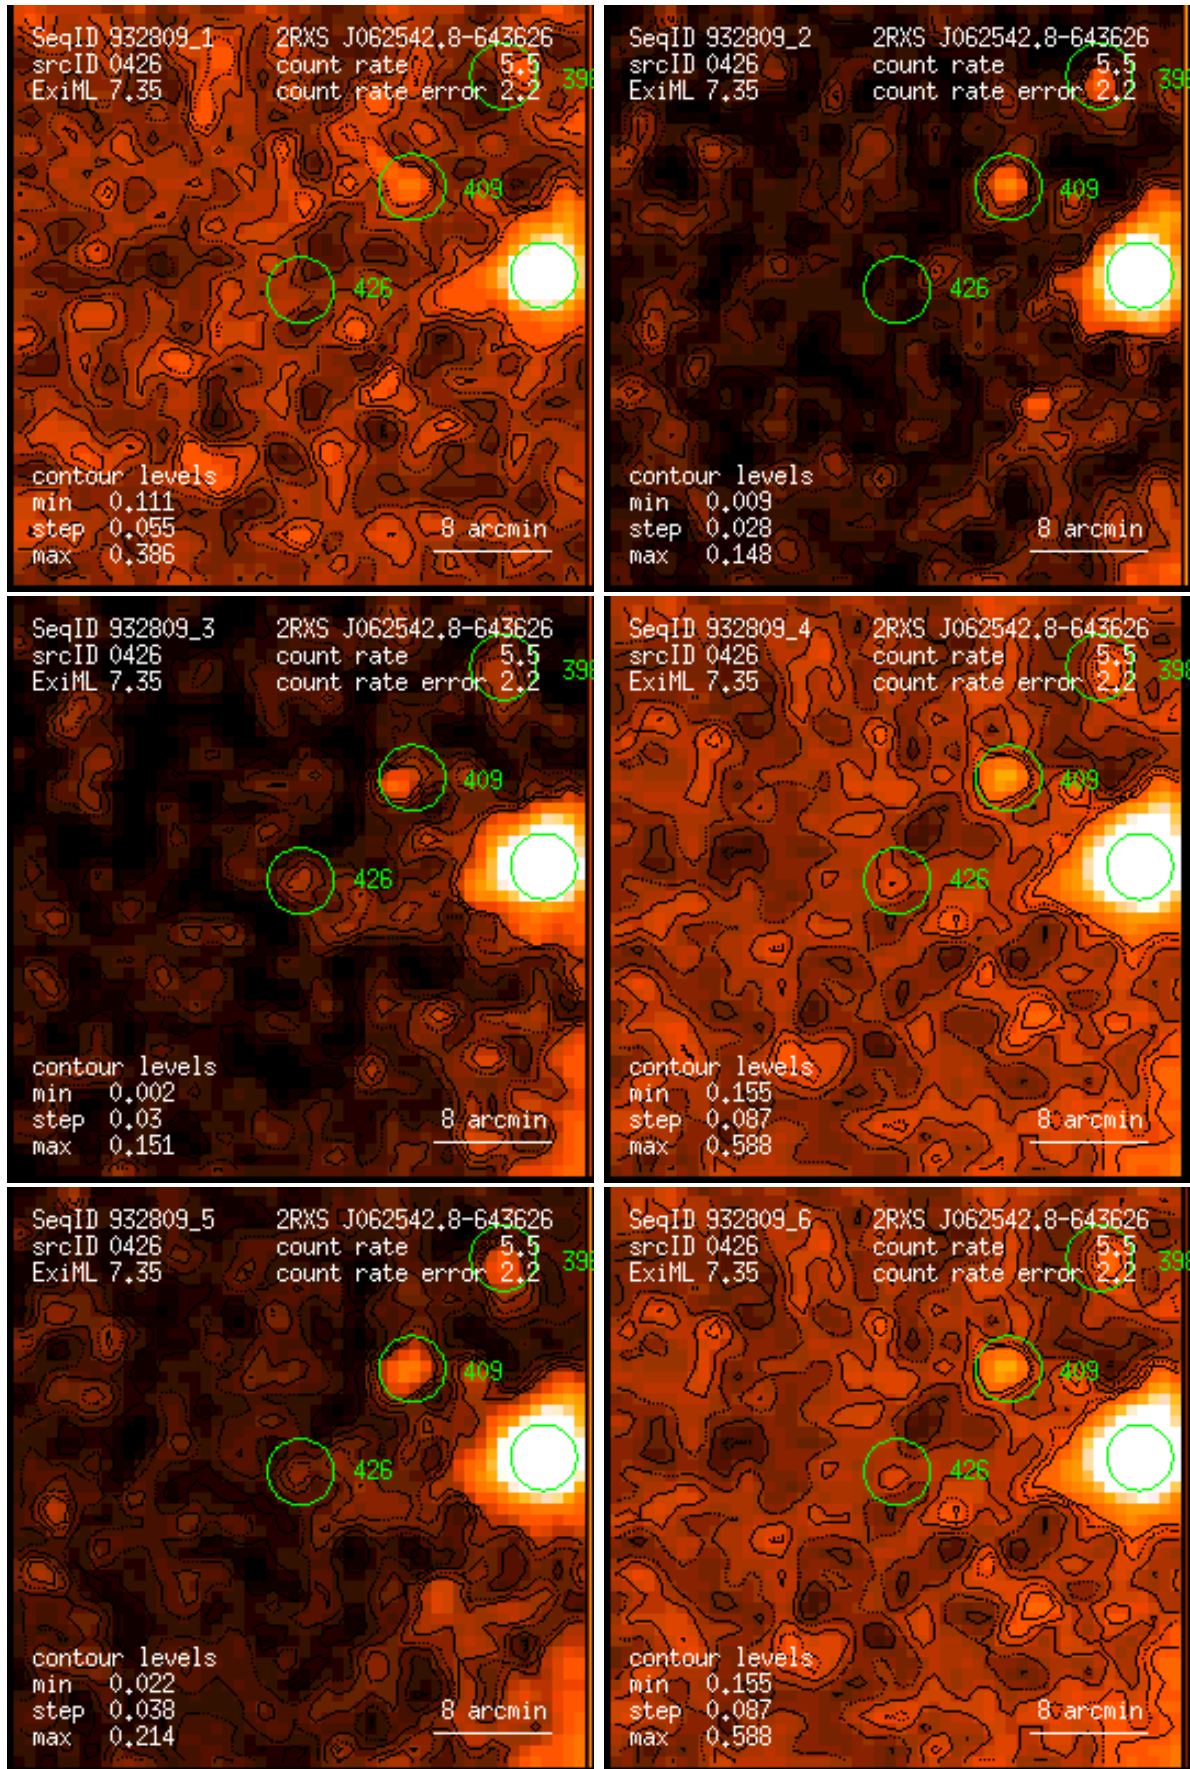 SeqID 932809_1 2RXS J062542.8-643626
srcID 0426 count rate 5.5
ExiML 7.35 count rate error 2.2
398
409
426
contour levels
min 0.111
step 0.055
max 0.386
8 arcmin
SeqID 932809_2 2RXS J062542.8-643626
srcID 0426 count rate 5.5
ExiML 7.35 count rate error 2.2
398
409
426
contour levels
min 0.009
step 0.028
max 0.148
8 arcmin
SeqID 932809_3 2RXS J062542.8-643626
srcID 0426 count rate 5.5
ExiML 7.35 count rate error 2.2
398
409
426
contour levels
min 0.002
step 0.03
max 0.151
8 arcmin
SeqID 932809_4 2RXS J062542.8-643626
srcID 0426 count rate 5.5
ExiML 7.35 count rate error 2.2
398
409
426
contour levels
min 0.155
step 0.087
max 0.588
8 arcmin
SeqID 932809_5 2RXS J062542.8-643626
srcID 0426 count rate 5.5
ExiML 7.35 count rate error 2.2
398
409
426
contour levels
min 0.022
step 0.038
max 0.214
8 arcmin
SeqID 932809_6 2RXS J062542.8-643626
srcID 0426 count rate 5.5
ExiML 7.35 count rate error 2.2
398
409
426
contour levels
min 0.155
step 0.087
max 0.588
8 arcmin